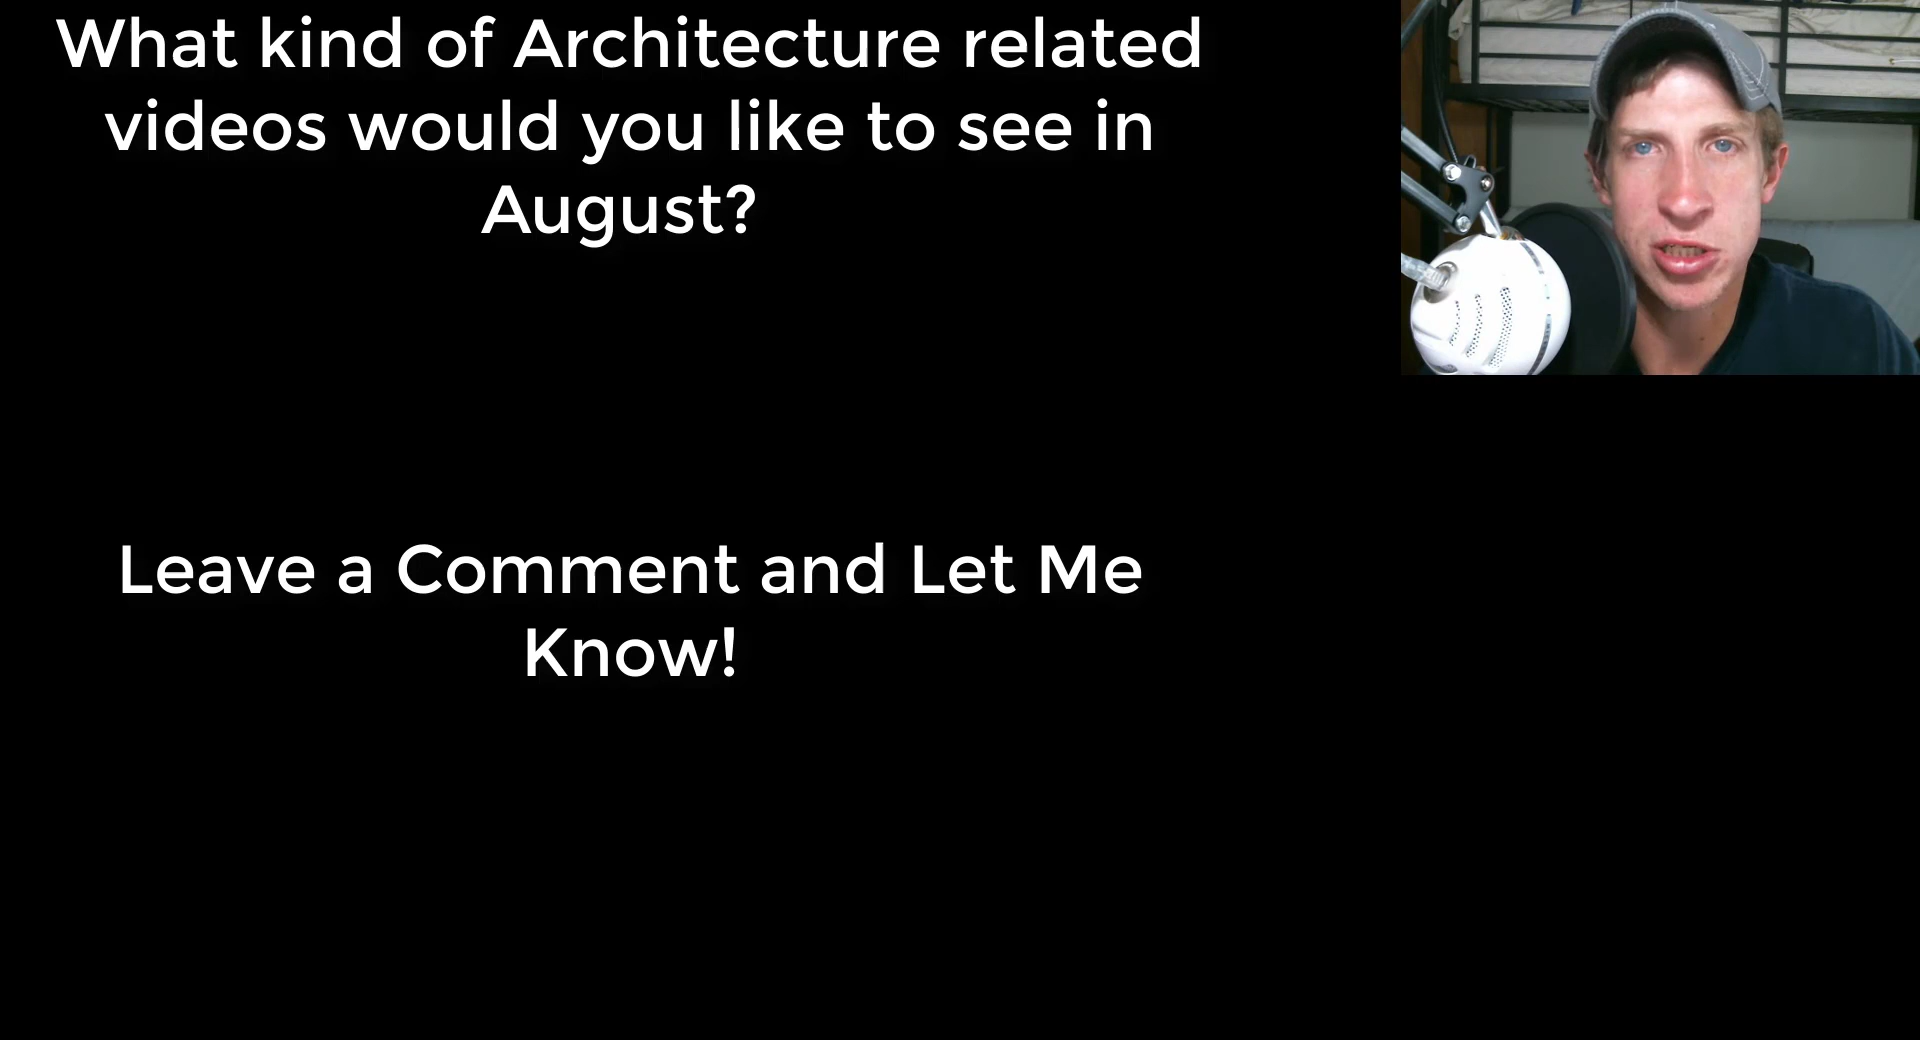 What kind of Architecture related
videos would you like to see in
August?
Leave a Comment and Let Me
Know!